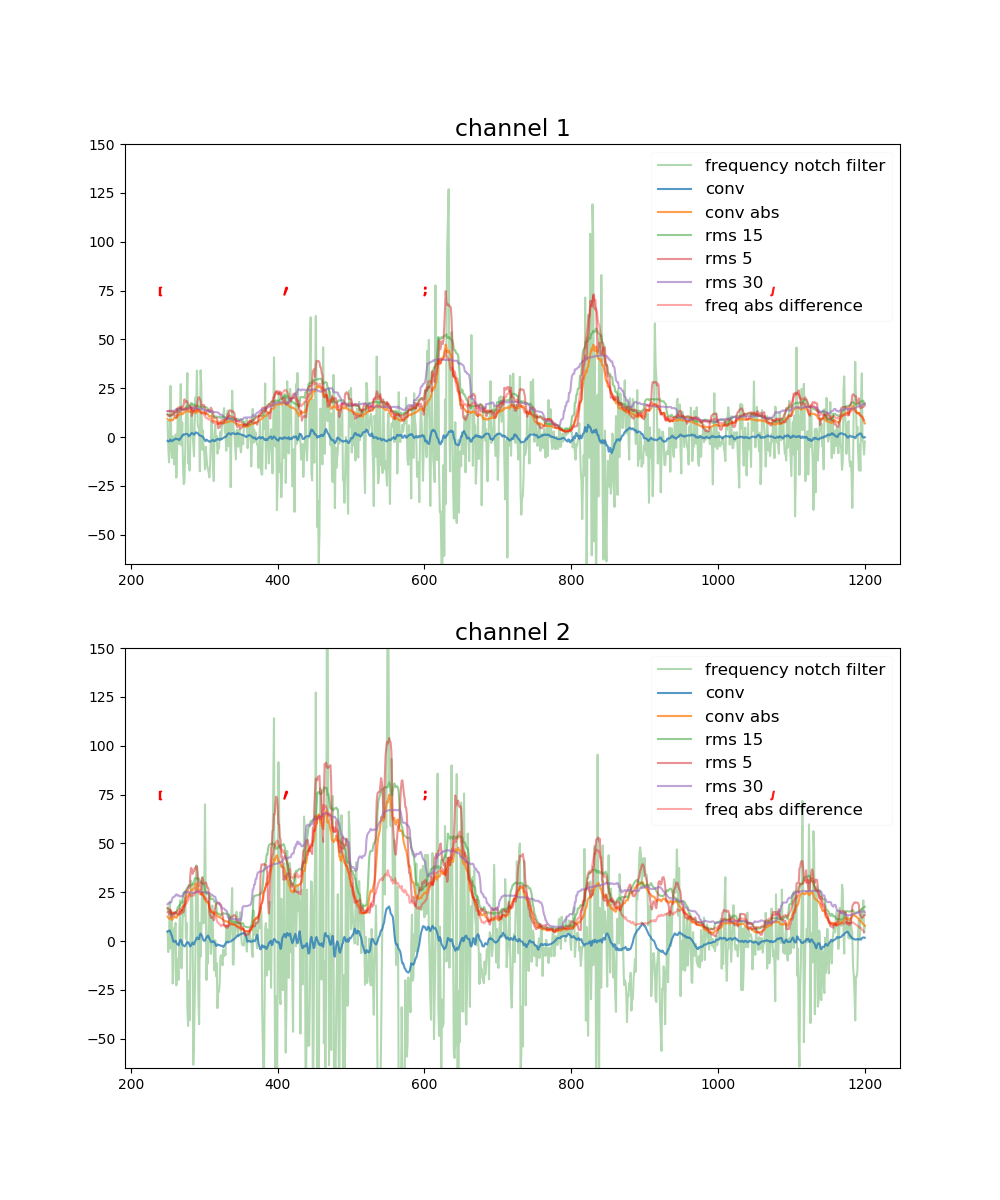 channel 1
150
125
100
75
50
25
0
−25
−50
200 400 600 800 1000 1200
frequency notch filter
conv
conv abs
rms 15
rms 5
rms 30
freq abs difference
channel 2
150
125
100
75
50
25
0
−25
−50
200 400 600 800 1000 1200
frequency notch filter
conv
conv abs
rms 15
rms 5
rms 30
freq abs difference